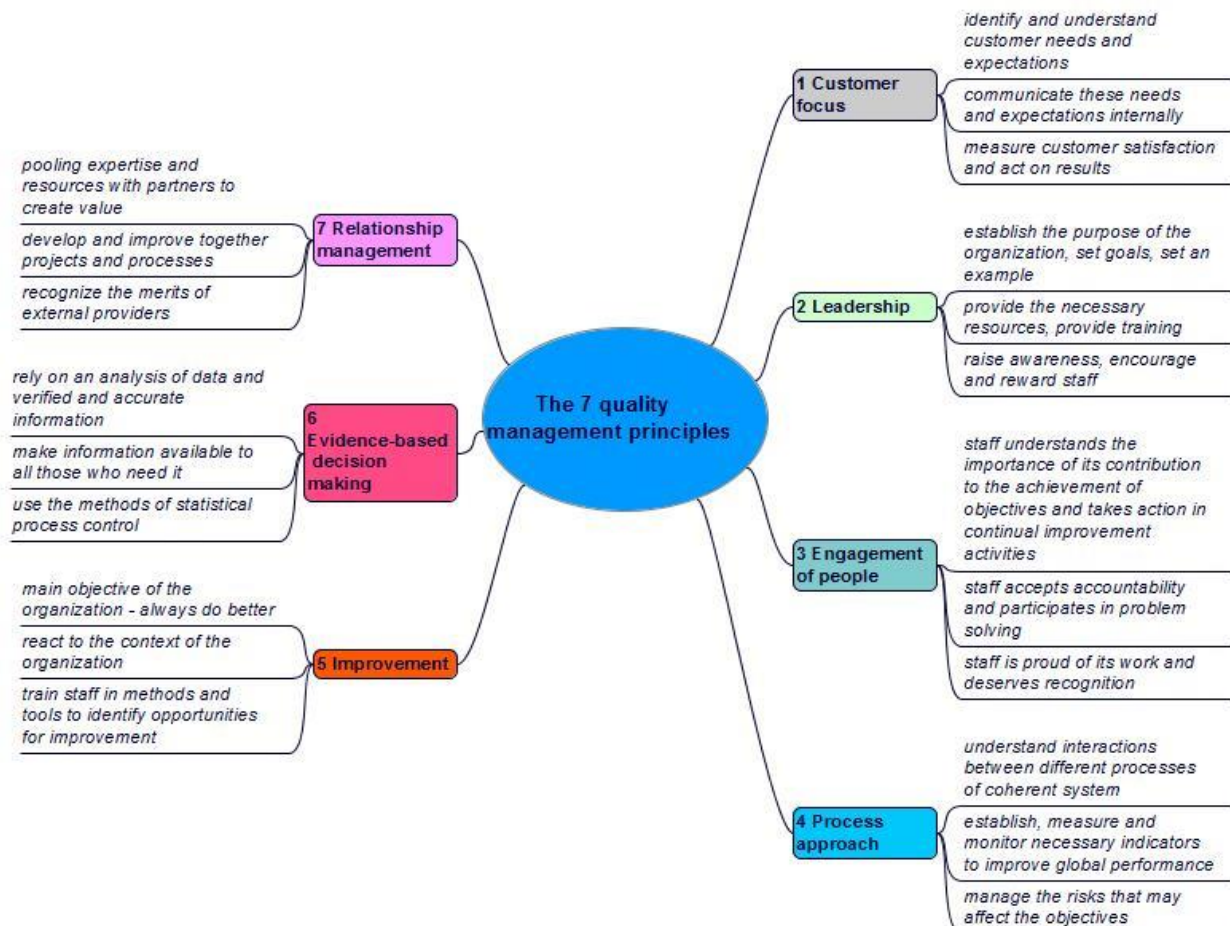 The 7 quality
management principles
1 Customer
focus
identify and understand
customer needs and
expectations
communicate these needs
and expectations internally
measure customer satisfaction
and act on results
2 Leadership
establish the purpose of the
organization, set goals, set an
example
provide the necessary
resources, provide training
raise awareness, encourage
and reward staff
3 Engagement
of people
staff understands the
importance of its contribution
to the achievement of
objectives and takes action in
continual improvement
activities
staff accepts accountability
and participates in problem
solving
staff is proud of its work and
deserves recognition
4 Process
approach
understand interactions
between different processes
of coherent system
establish, measure and
monitor necessary indicators
to improve global performance
manage the risks that may
affect the objectives
5 Improvement
main objective of the
organization - always do better
react to the context of the
organization
train staff in methods and
tools to identify opportunities
for improvement
6
Evidence-based
decision
making
rely on an analysis of data and
verified and accurate
information
make information available to
all those who need it
use the methods of statistical
process control
7 Relationship
management
pooling expertise and
resources with partners to
create value
develop and improve together
projects and processes
recognize the merits of
external providers